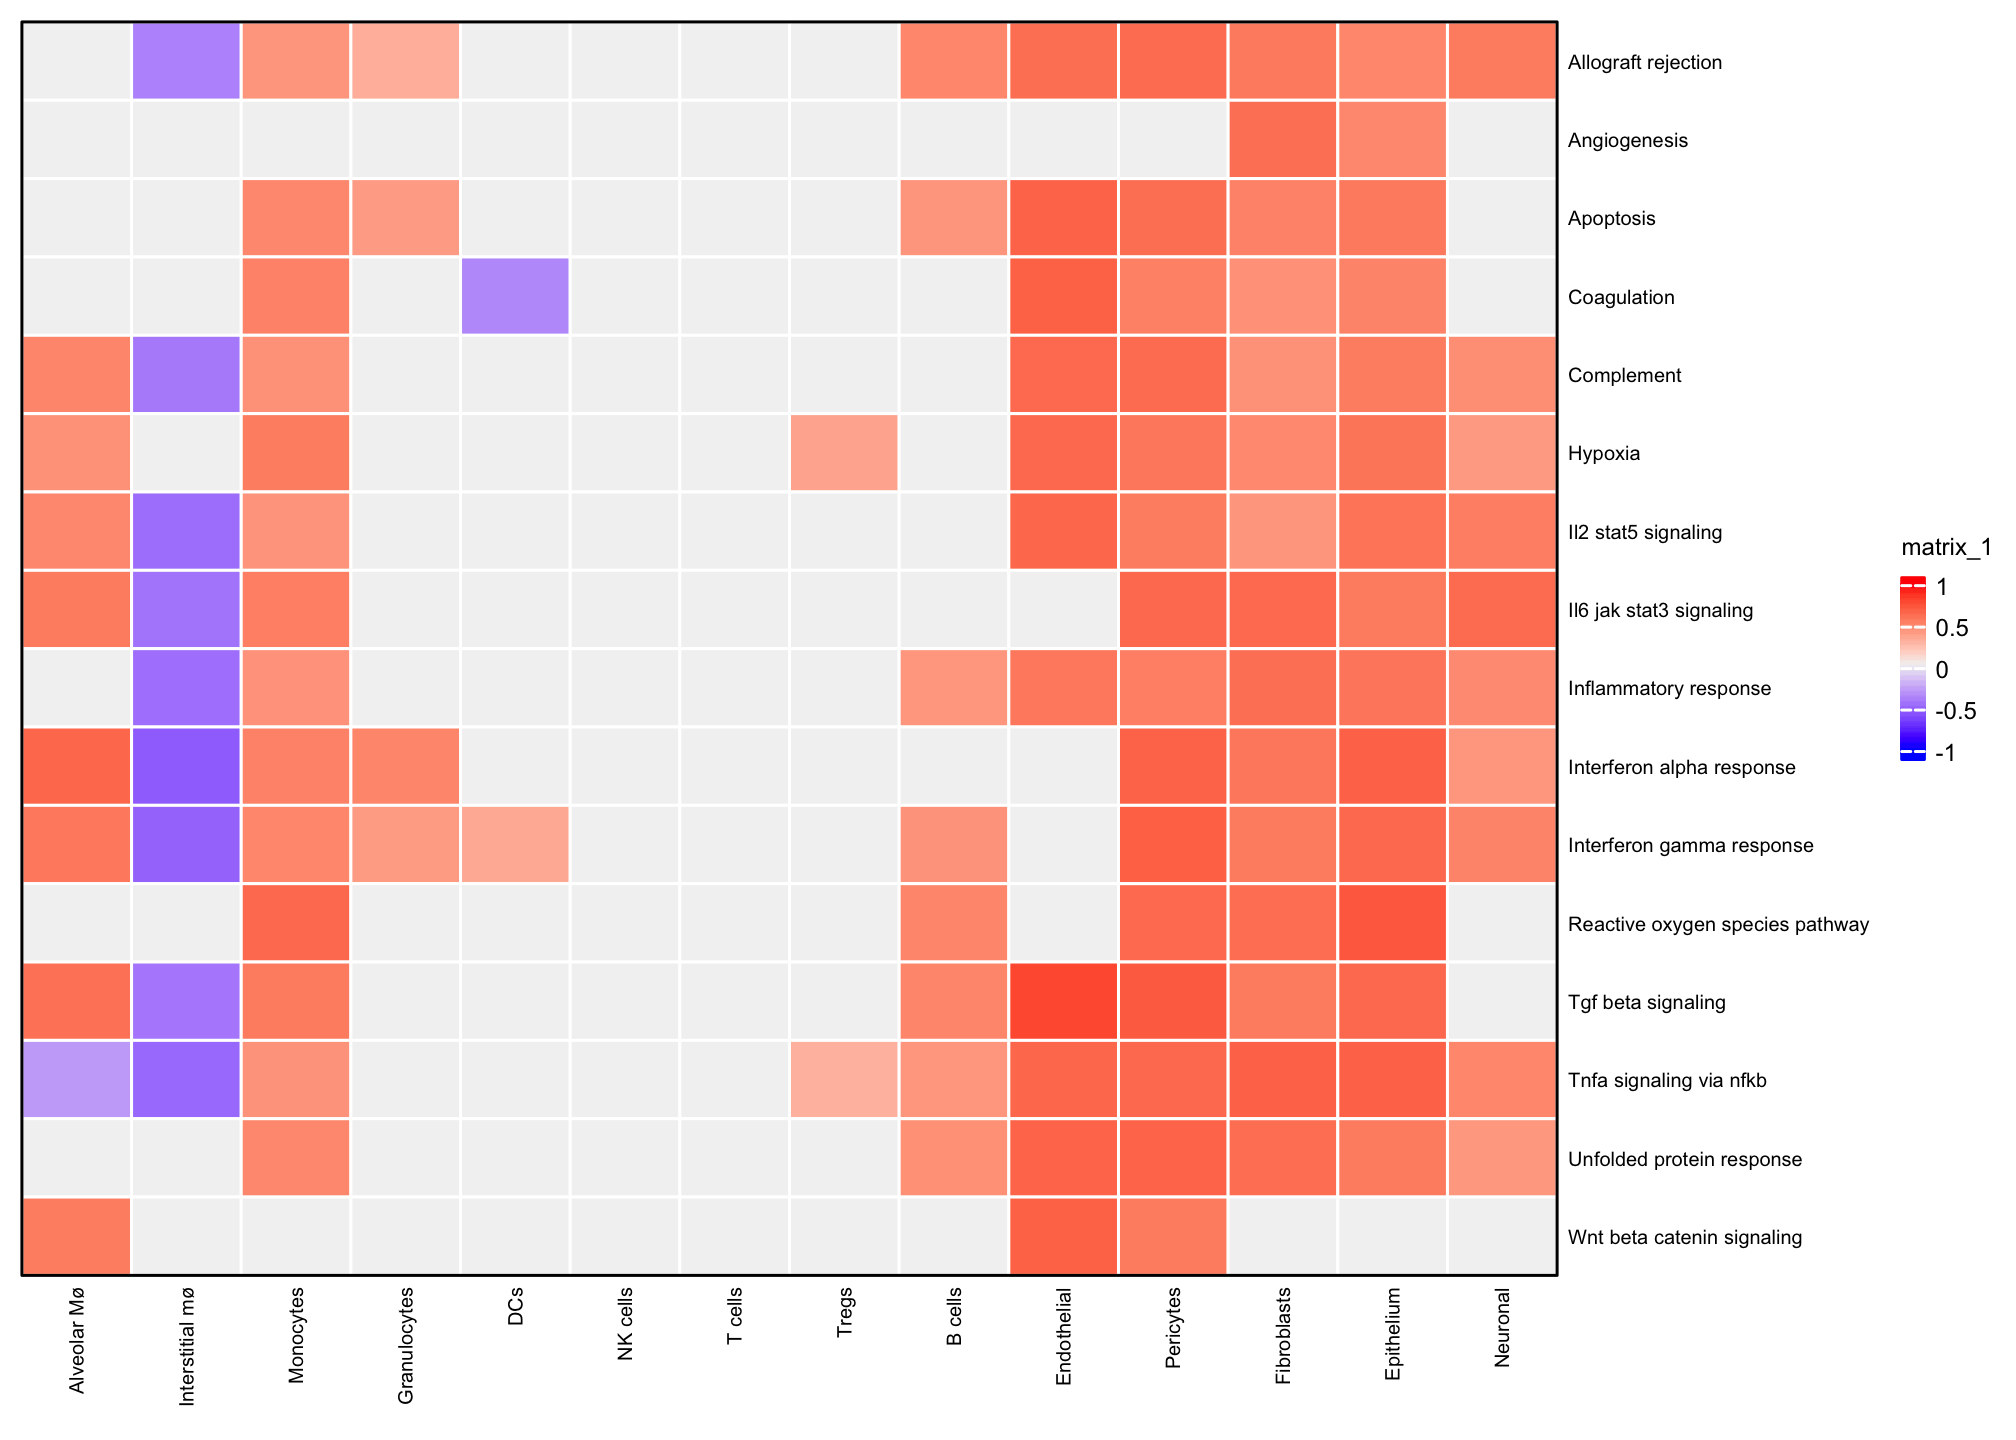 Allograft rejection
Angiogenesis
Apoptosis
Coagulation
Complement
Hypoxia
Il2 stat5 signaling
Il6 jak stat3 signaling
Inflammatory response
Interferon alpha response
Interferon gamma response
Reactive oxygen species pathway
Tgf beta signaling
Tnfa signaling via nfkb
Unfolded protein response
Wnt beta catenin signaling
matrix_1
1
0.5
0
-0.5
-1
Alveolar Mø
Interstitial mø
Monocytes
Granulocytes
DCs
NK cells
T cells
Tregs
B cells
Endothelial
Pericytes
Fibroblasts
Epithelium
Neuronal